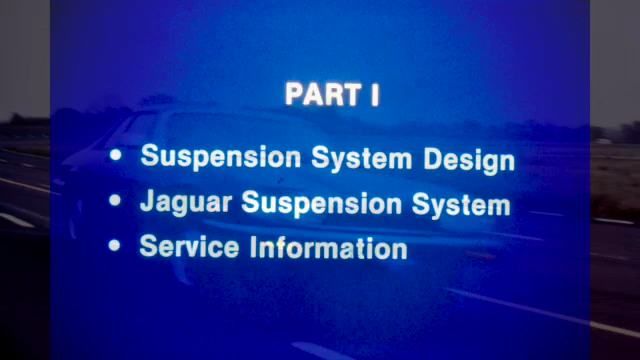 PART I
• Suspension System Design
• Jaguar Suspension System
• Service Information